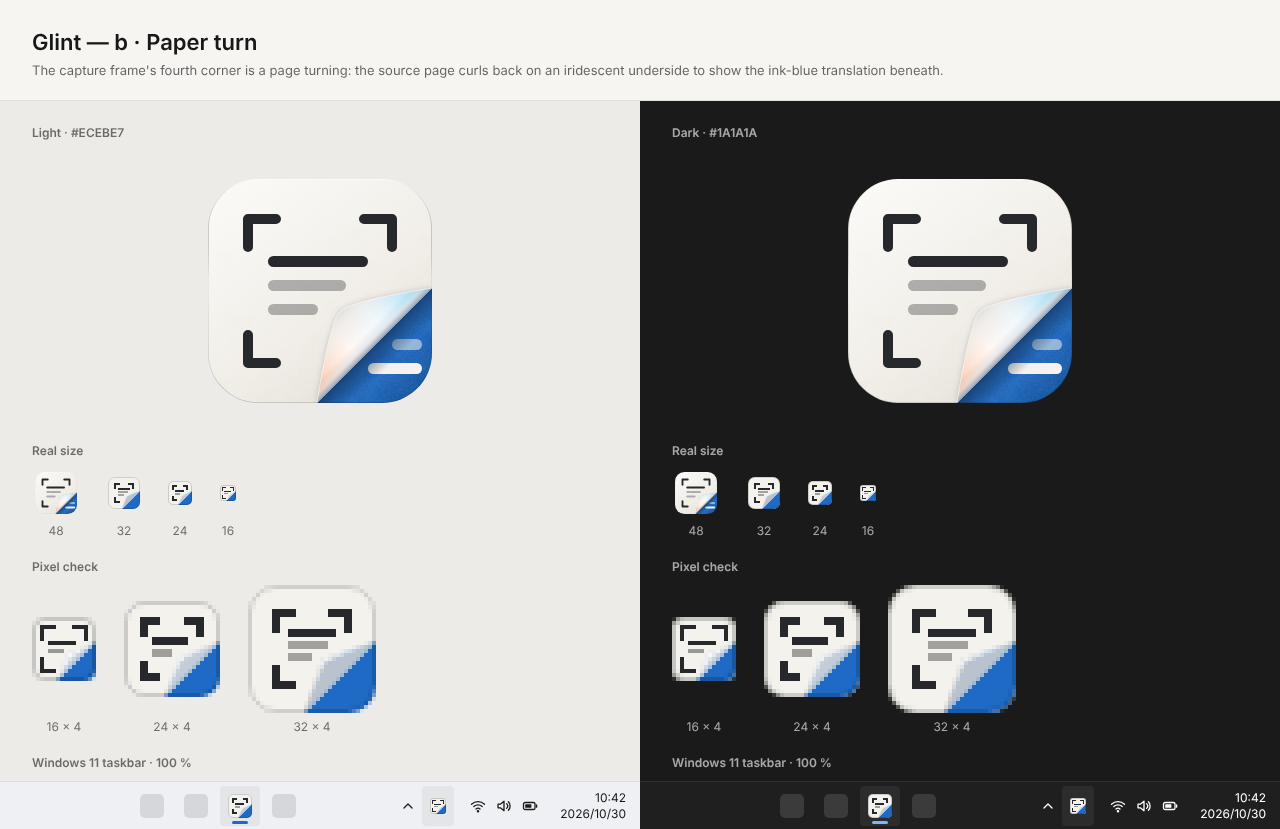 Glint — b · Paper turn
The capture frame's fourth corner is a page turning: the source page curls back on an iridescent underside to show the ink-blue translation beneath.
Light · #ECEBE7
Real size
48 32 24 16
Pixel check
16 × 4 24 × 4 32 × 4
Windows 11 taskbar · 100 %
10:42
2026/10/30
Dark · #1A1A1A
Real size
48 32 24 16
Pixel check
16 × 4 24 × 4 32 × 4
Windows 11 taskbar · 100 %
10:42
2026/10/30